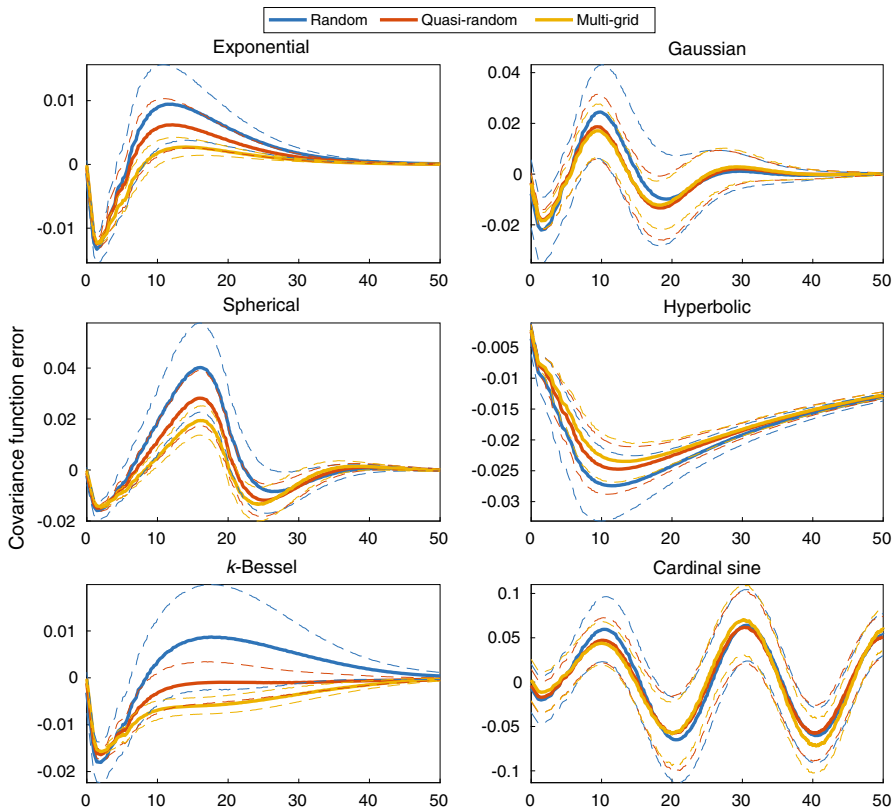 Random Quasi-random Multi-grid
Exponential
0.01
0
-0.01
0 10 20 30 40 50
Gaussian
0.04
0.02
0
-0.02
0 10 20 30 40 50
Covariance function error
Spherical
0.04
0.02
0
-0.02
0 10 20 30 40 50
Hyperbolic
-0.005
-0.01
-0.015
-0.02
-0.025
-0.03
0 10 20 30 40 50
k-Bessel
0.01
0
-0.01
-0.02
0 10 20 30 40 50
Cardinal sine
0.1
0.05
0
-0.05
-0.1
0 10 20 30 40 50